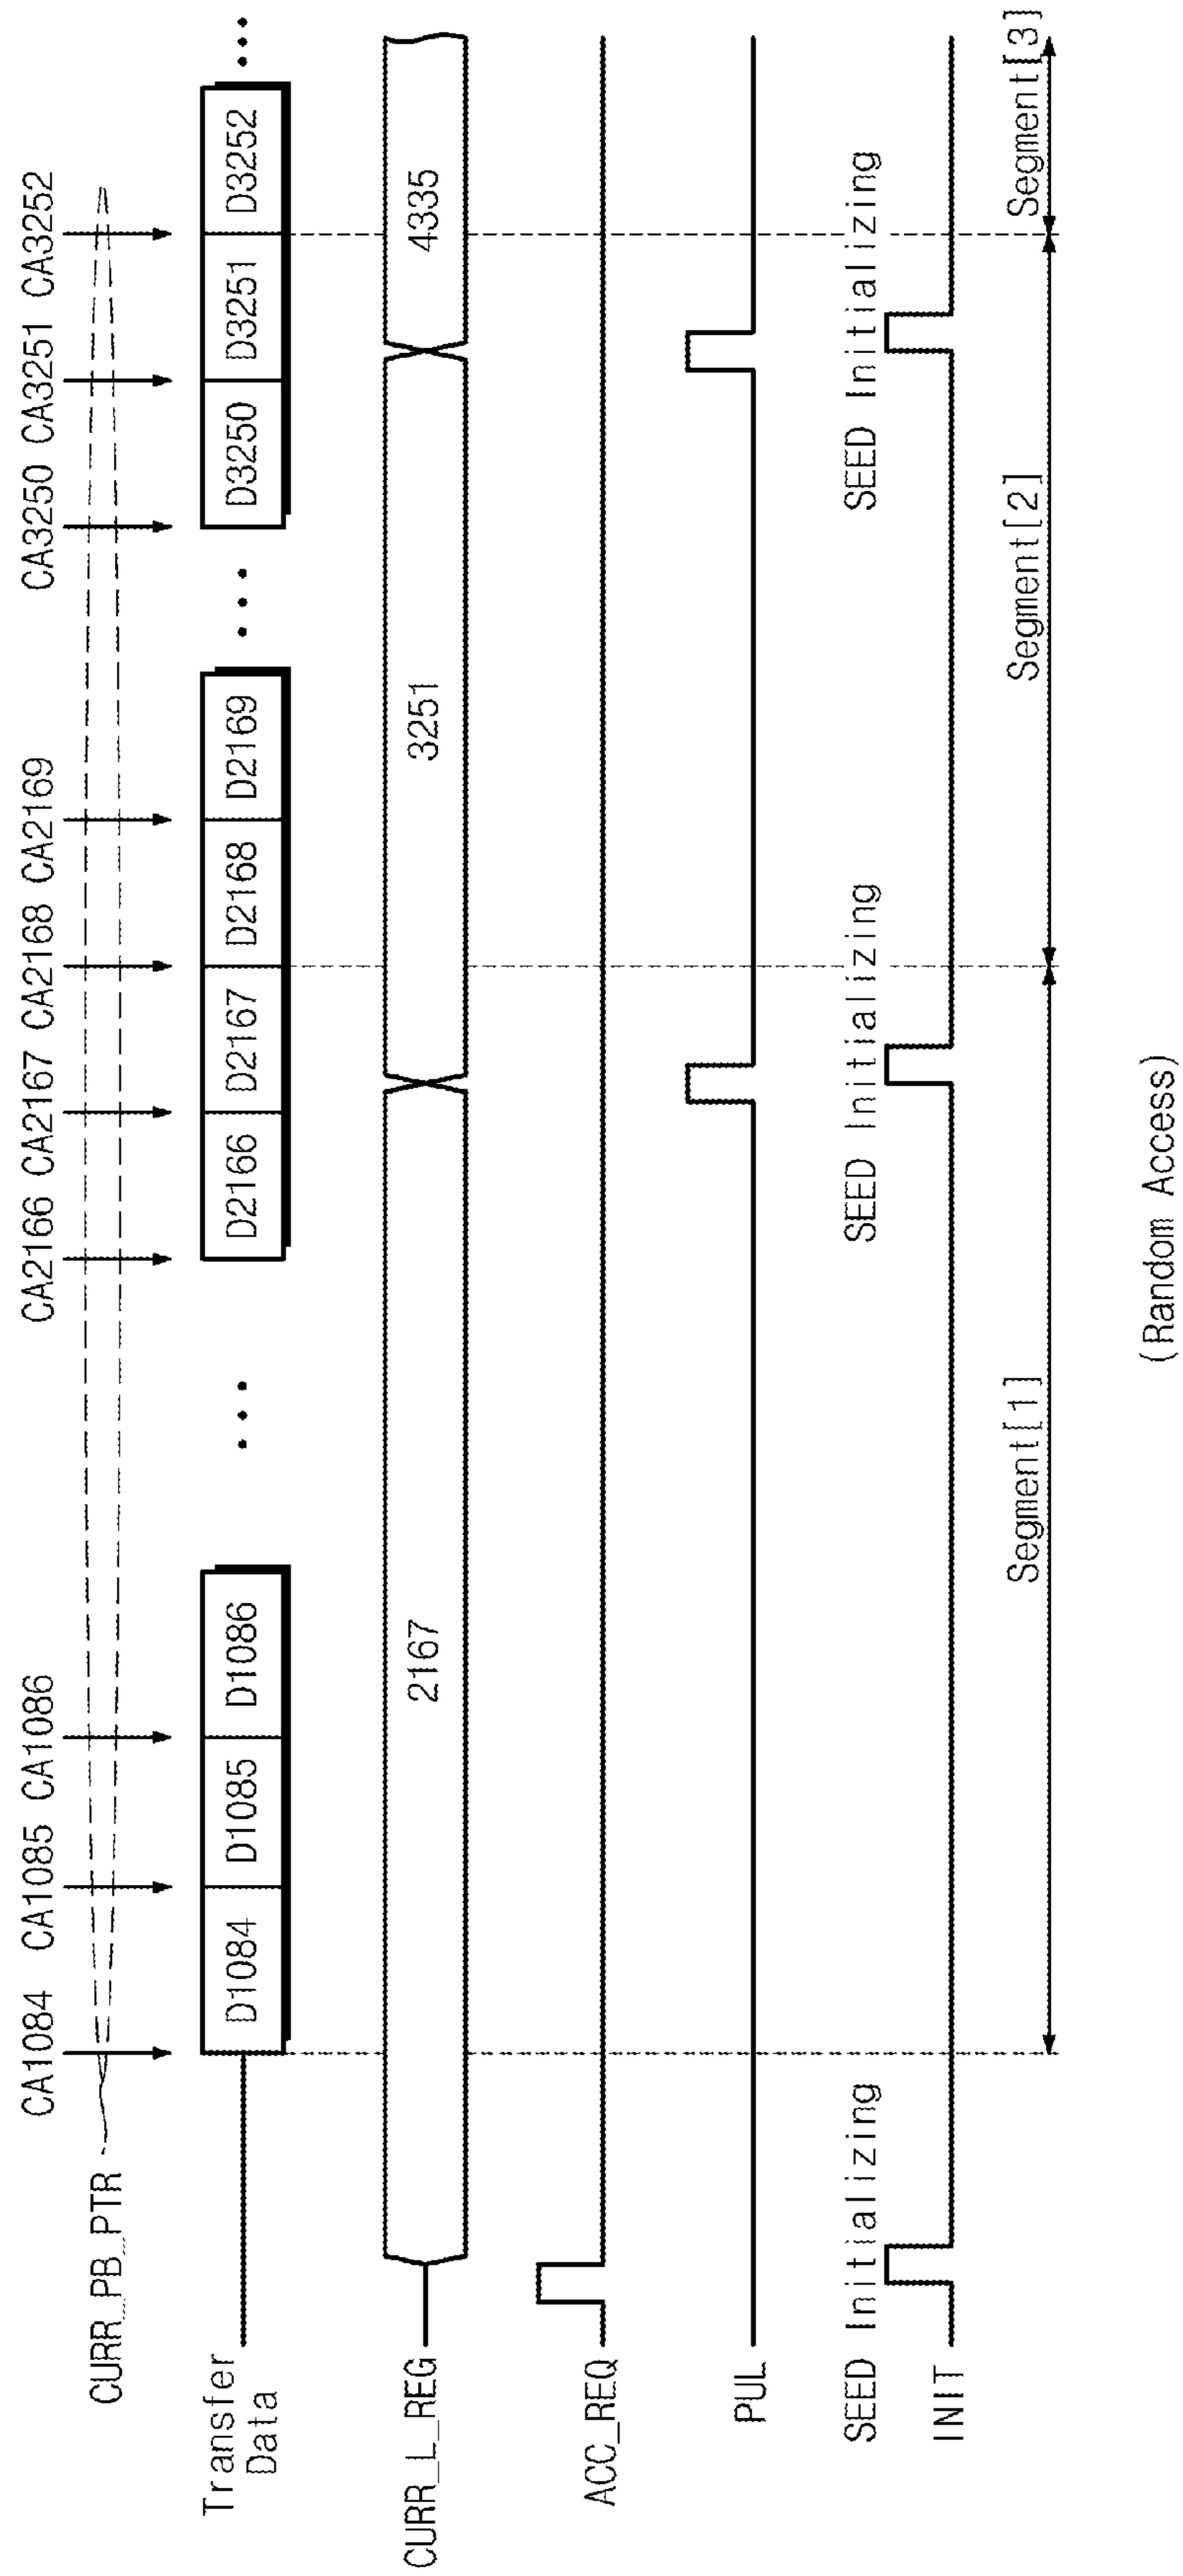 CA1084 CA1085 CA1086 CA2166 CA2167 CA2168 CA2169 CA3250 CA3251 CA3252
CURR_PB_PTR
Transfer
Data
D1084 D1085 D1086 ••• D2166 D2167 D2168 D2169 ••• D3250 D3251 D3252 •••
CURR_L_REG 2167 3251 4335
ACC_REQ
PUL
SEED Initializing SEED Initializing SEED Initializing
INIT
Segment[1] Segment[2] Segment[3]
(Random Access)